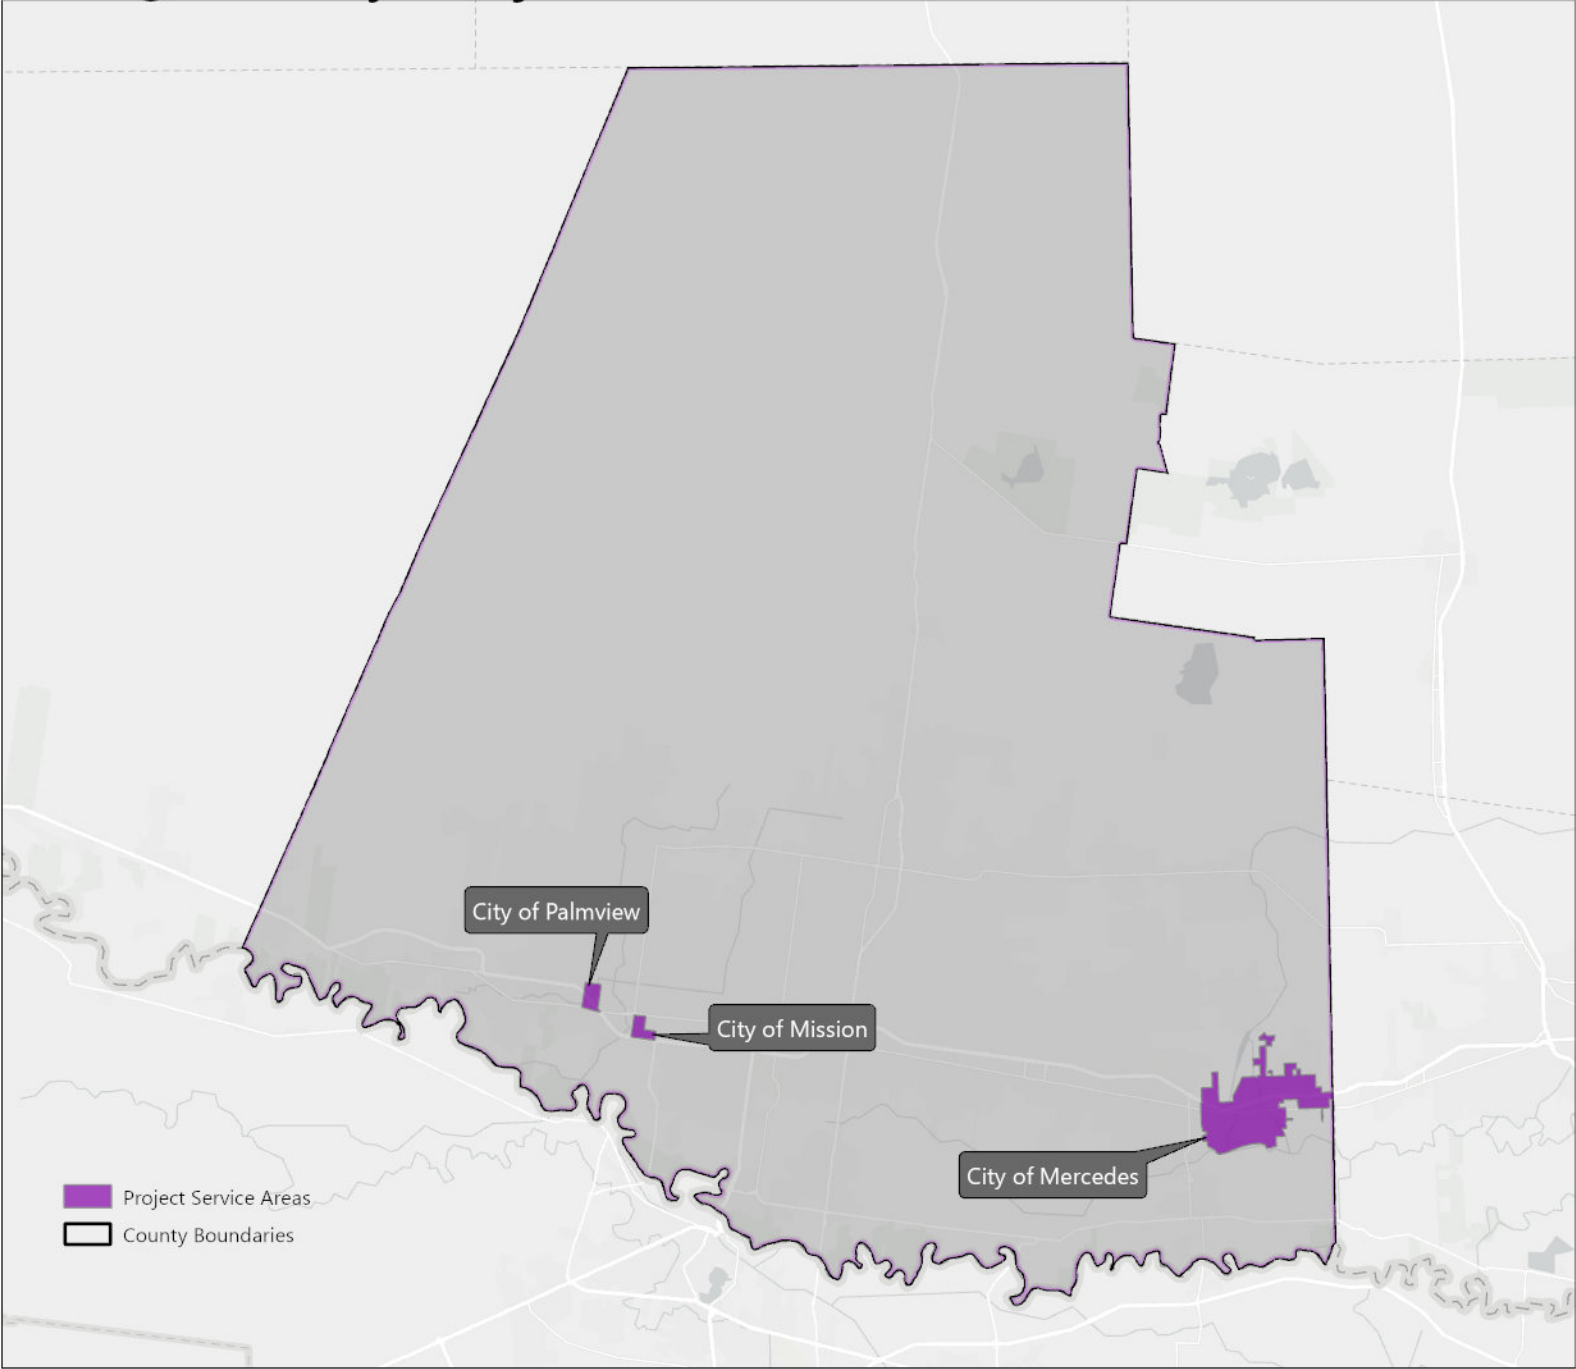 City of Palmview
City of Mission
City of Mercedes
Project Service Areas
County Boundaries